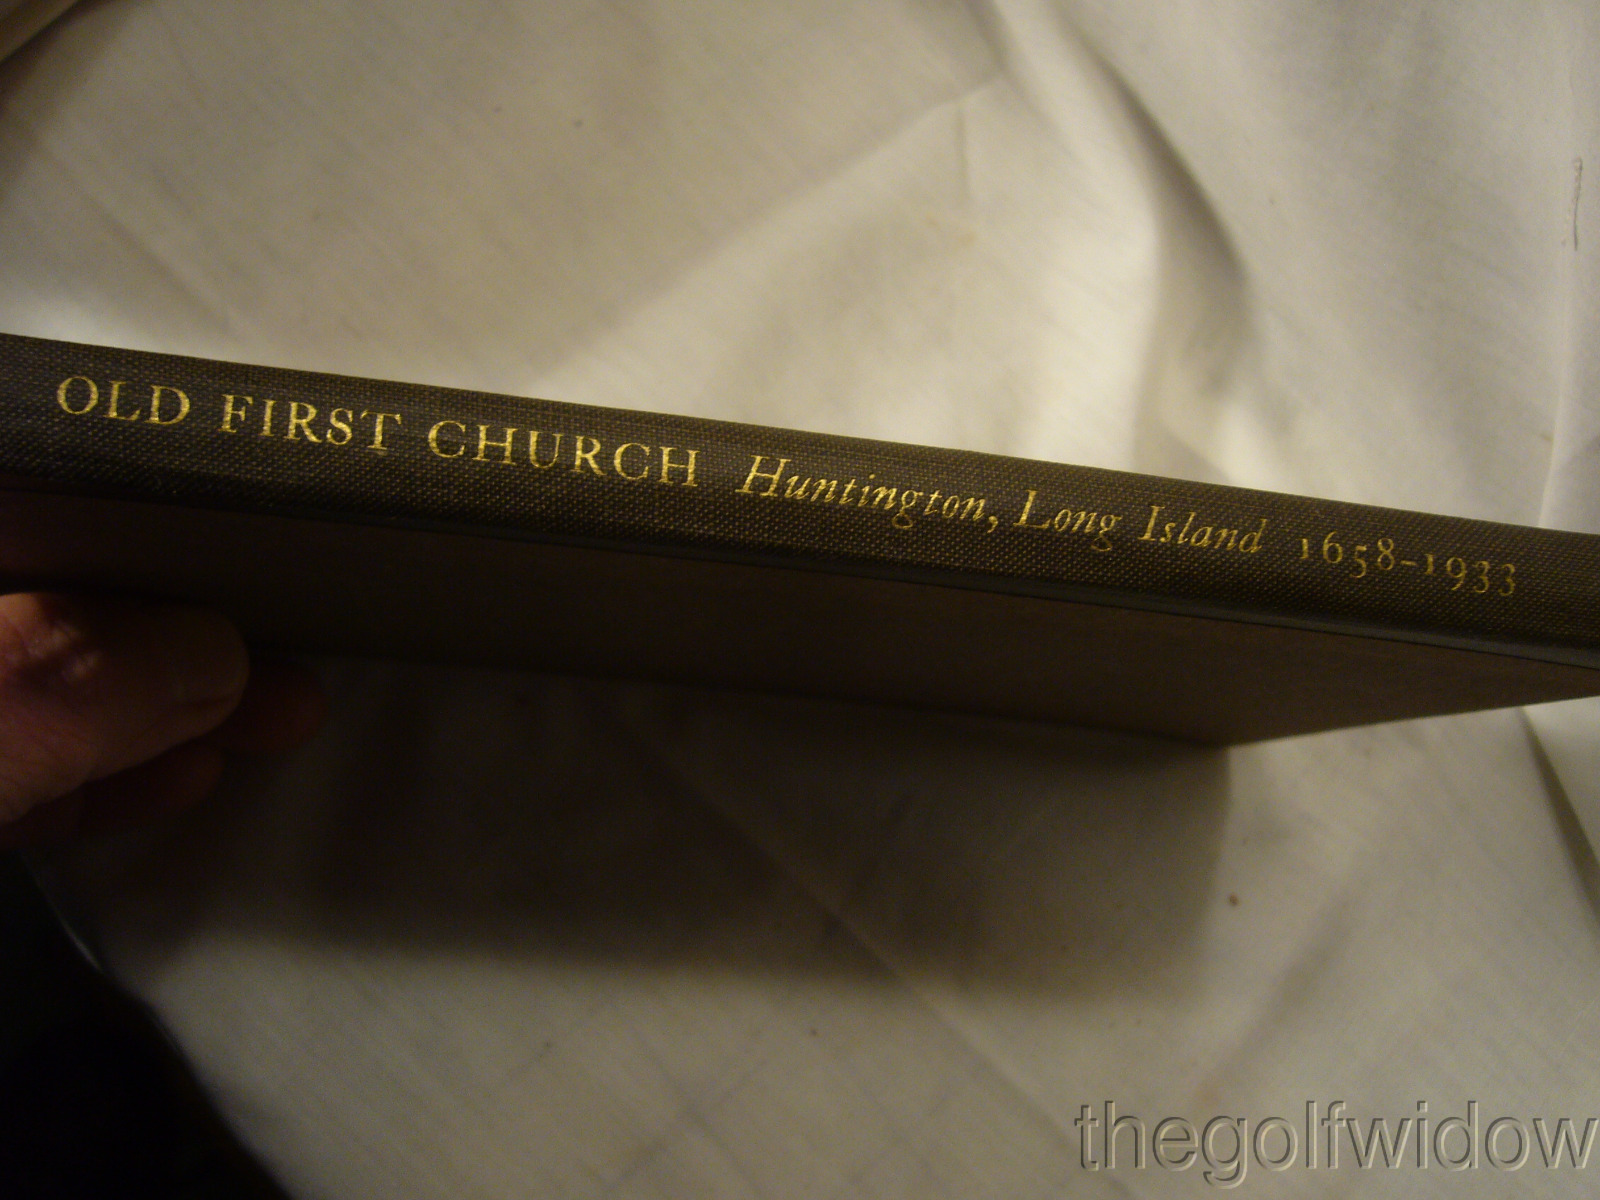 OLD FIRST CHURCH Huntington, Long Island 1658-1933
thegolfwidow